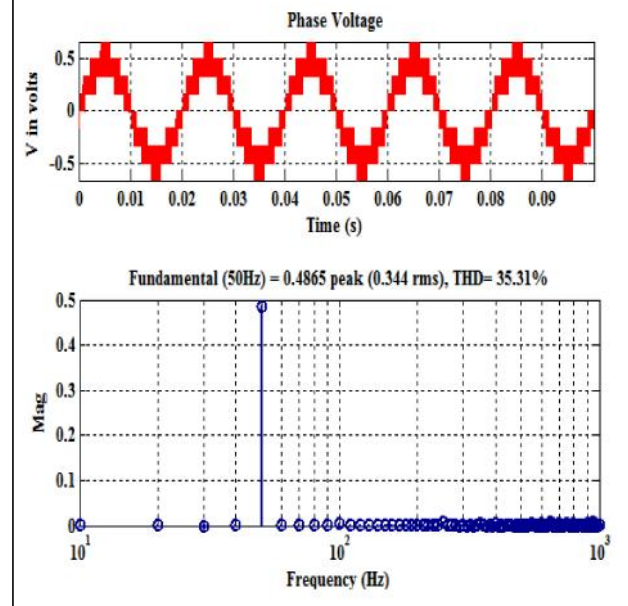 Phase Voltage
V in volts
0.5
0
-0.5
0 0.01 0.02 0.03 0.04 0.05 0.06 0.07 0.08 0.09
Time (s)
Fundamental (50Hz) = 0.4865 peak (0.344 rms), THD= 35.31%
Mag
0.5
0.4
0.3
0.2
0.1
0
10^1 10^2 10^3
Frequency (Hz)